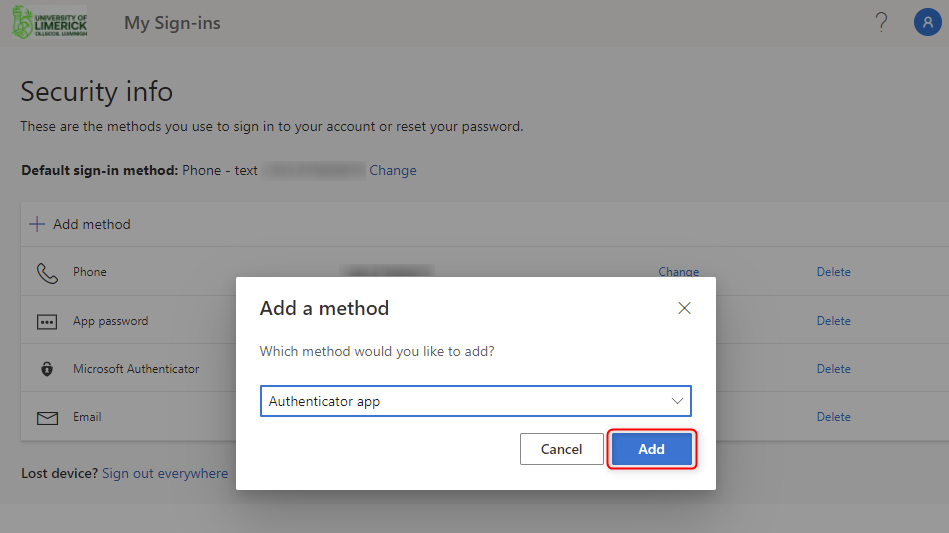 UNIVERSITY OF
LIMERICK
OLLSCOIL LUIMNIGH
My Sign-ins
?
Security info
These are the methods you use to sign in to your account or reset your password.
Default sign-in method: Phone - text Change
+ Add method
Phone Change Delete
App password Delete
Microsoft Authenticator Delete
Email Delete
Lost device? Sign out everywhere
Add a method
Which method would you like to add?
Authenticator app
Cancel Add